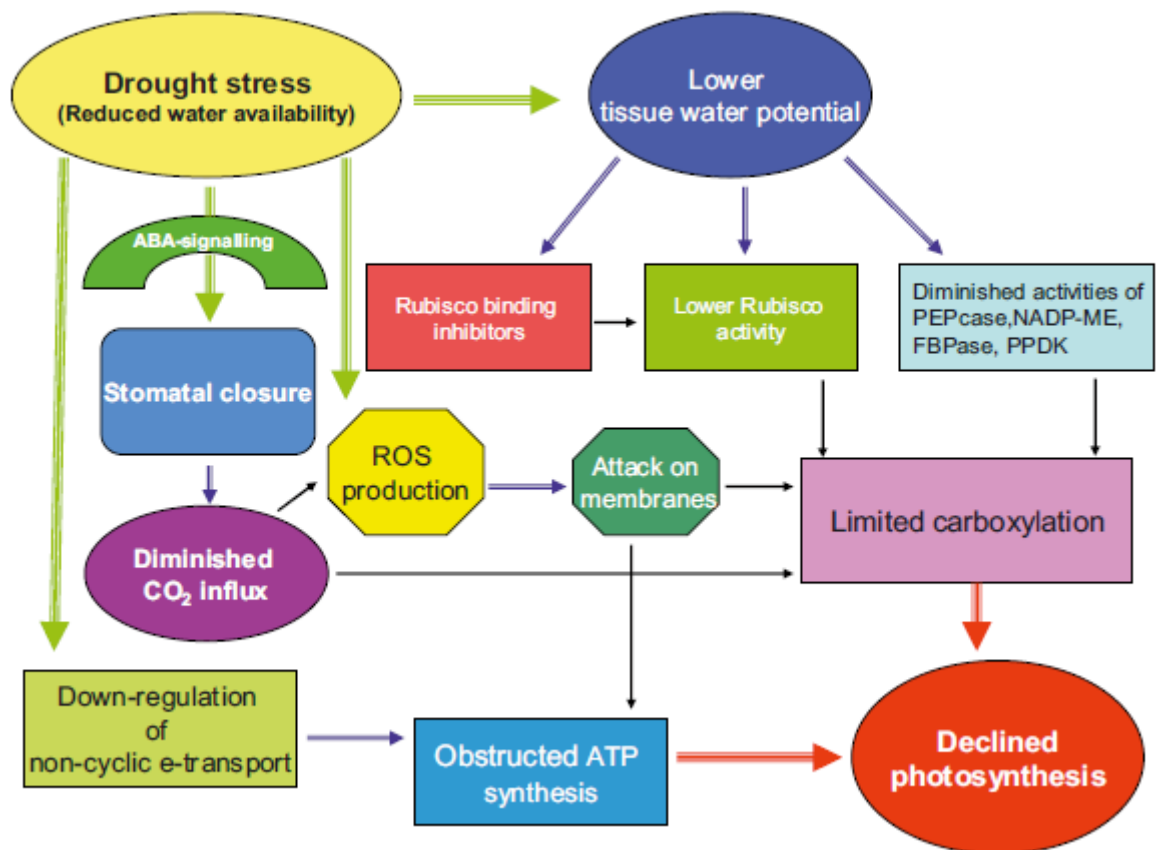 Drought stress
(Reduced water availability)
Lower
tissue water potential
ABA-signalling
Rubisco binding
inhibitors
Lower Rubisco
activity
Diminished activities of
PEPcase,NADP-ME,
FBPase, PPDK
Stomatal closure
ROS
production
Attack on
membranes
Limited carboxylation
Diminished
CO₂ influx
Down-regulation
of
non-cyclic e-transport
Obstructed ATP
synthesis
Declined
photosynthesis